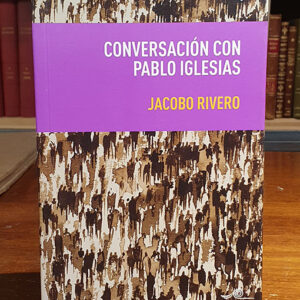 CONVERSACIÓN CON
PABLO IGLESIAS
JACOBO RIVERO